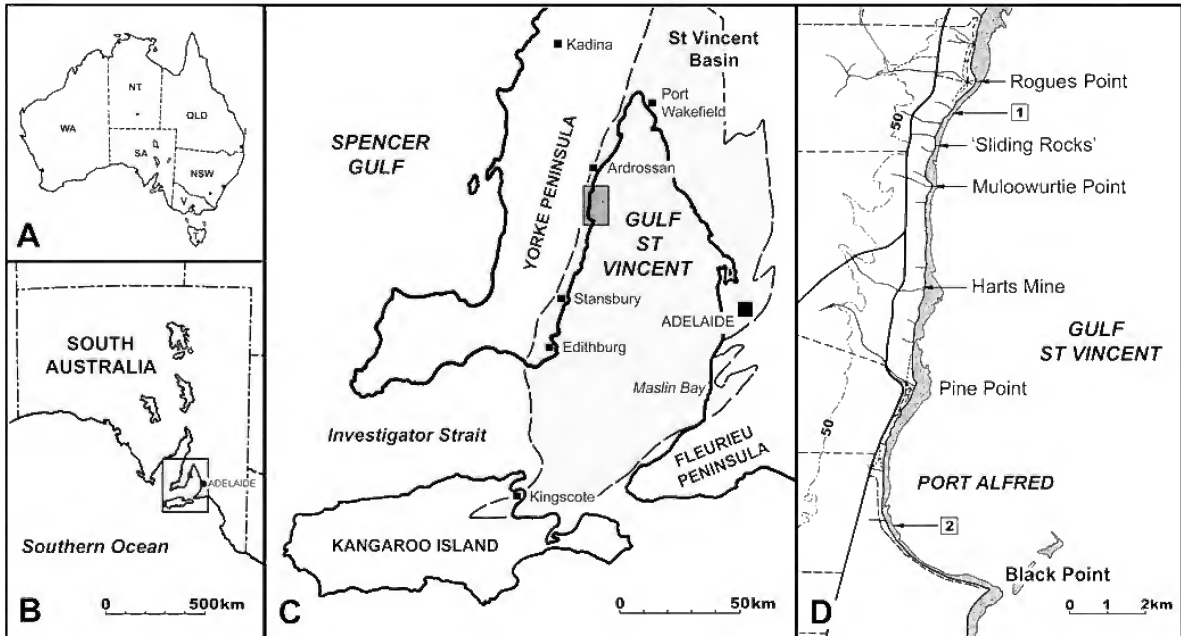 WA
NT
QLD
SA
NSW
V
T
A
SOUTH
AUSTRALIA
ADELAIDE
Southern Ocean
0 500km
B
Kadina
St Vincent
Basin
Port
Wakefield
SPENCER
GULF
YORKE PENINSULA
Ardrossan
GULF
ST
VINCENT
Stansbury
ADELAIDE
Edithburg
Maslin Bay
Investigator Strait
FLEURIEU
PENINSULA
Kingscote
KANGAROO ISLAND
0 50km
C
Rogues Point
50
1
'Sliding Rocks'
Muloowurtie Point
Harts Mine
GULF
ST VINCENT
Pine Point
50
PORT ALFRED
2
Black Point
0 1 2km
D